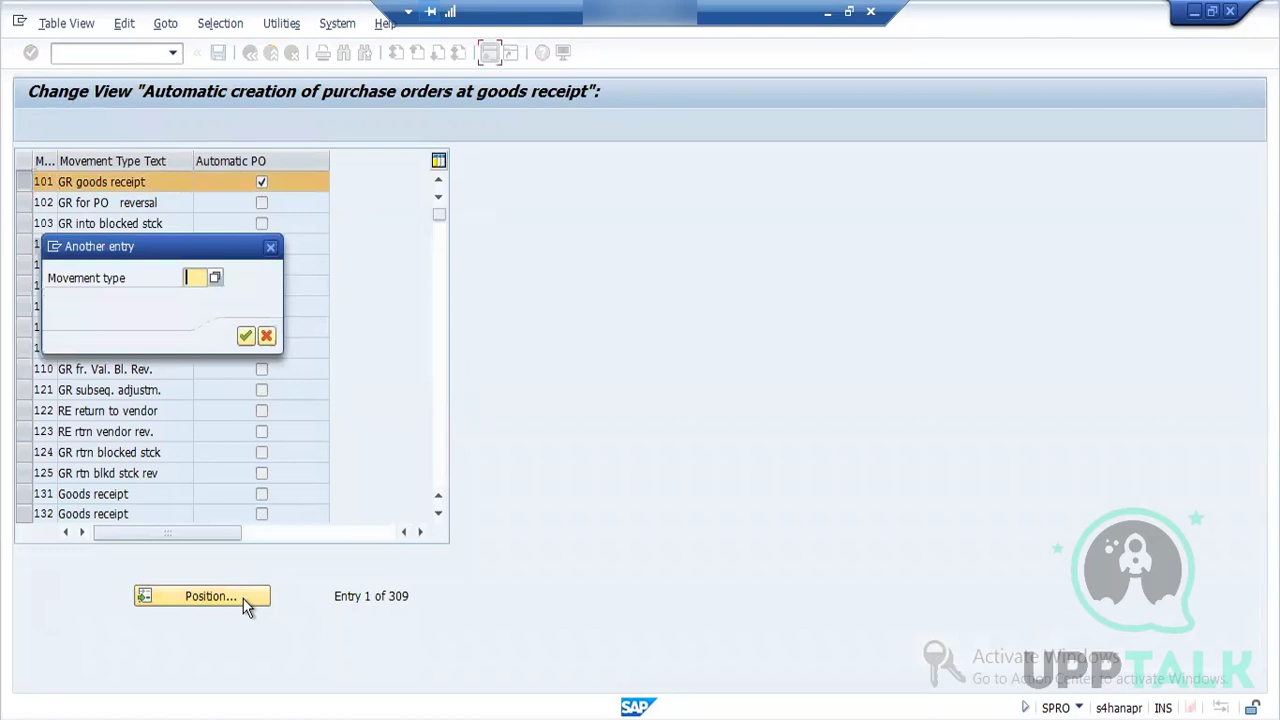 Table View Edit Goto Selection Utilities System Help
Change View "Automatic creation of purchase orders at goods receipt":
M... Movement Type Text Automatic PO
101 GR goods receipt
102 GR for PO reversal
103 GR into blocked stck
Another entry
Movement type
110 GR fr. Val. Bl. Rev.
121 GR subseq. adjustm.
122 RE return to vendor
123 RE rtrn vendor rev.
124 GR rtrn blocked stck
125 GR rtn blkd stck rev
131 Goods receipt
132 Goods receipt
Position... Entry 1 of 309
Activate Windows
Go to Action Center to activate Windows.
UPPTALK
SAP SPRO s4hanapr INS